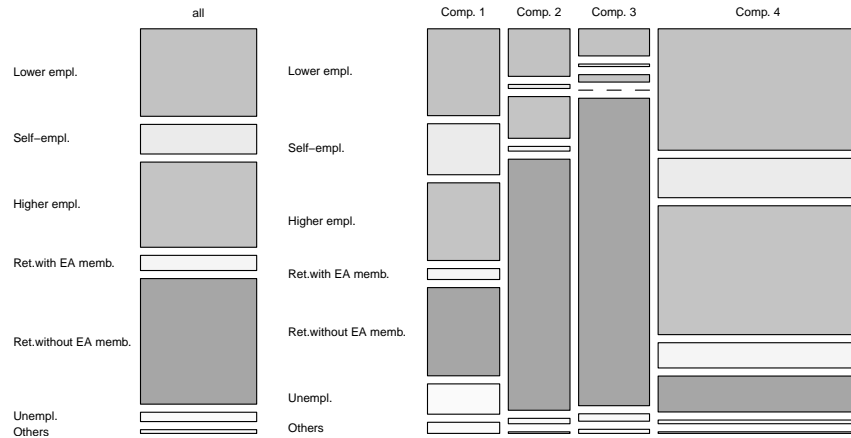 all
Lower empl.
Self−empl.
Higher empl.
Ret.with EA memb.
Ret.without EA memb.
Unempl.
Others
Comp. 1 Comp. 2 Comp. 3 Comp. 4
Lower empl.
Self−empl.
Higher empl.
Ret.with EA memb.
Ret.without EA memb.
Unempl.
Others